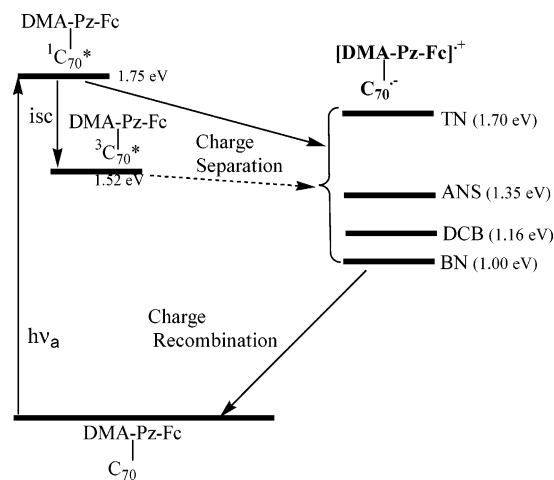 DMA-Pz-Fc
¹C₇₀*
1.75 eV
isc
DMA-Pz-Fc
³C₇₀*
1.52 eV
Charge
Separation
[DMA-Pz-Fc]·⁺
C₇₀·⁻
TN (1.70 eV)
ANS (1.35 eV)
DCB (1.16 eV)
BN (1.00 eV)
hνₐ
Charge
Recombination
DMA-Pz-Fc
C₇₀